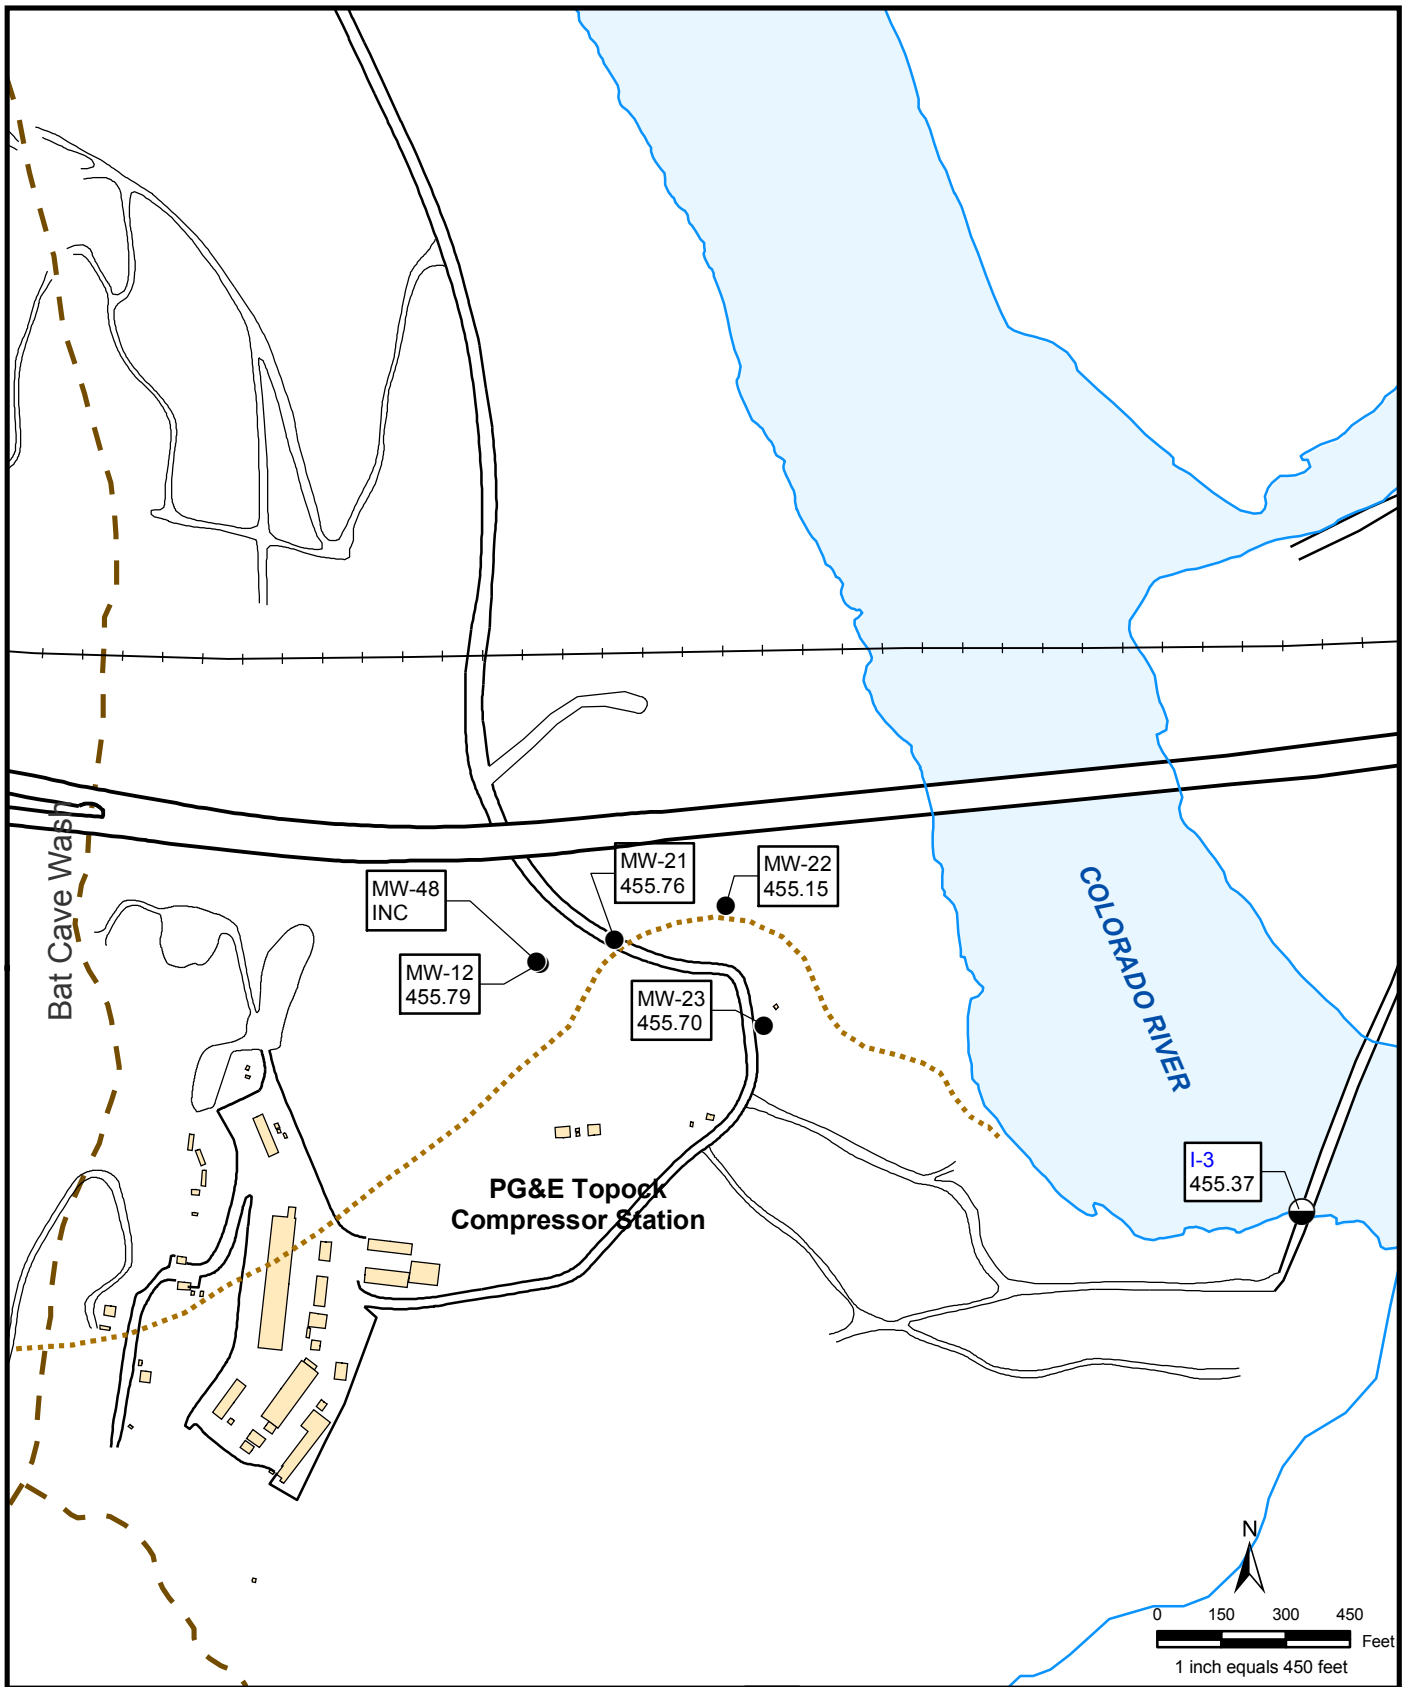 Bat Cave Wash
MW-48
INC
MW-21
455.76
MW-22
455.15
MW-12
455.79
MW-23
455.70
COLORADO RIVER
I-3
455.37
PG&E Topock
Compressor Station
N
0 150 300 450
Feet
1 inch equals 450 feet